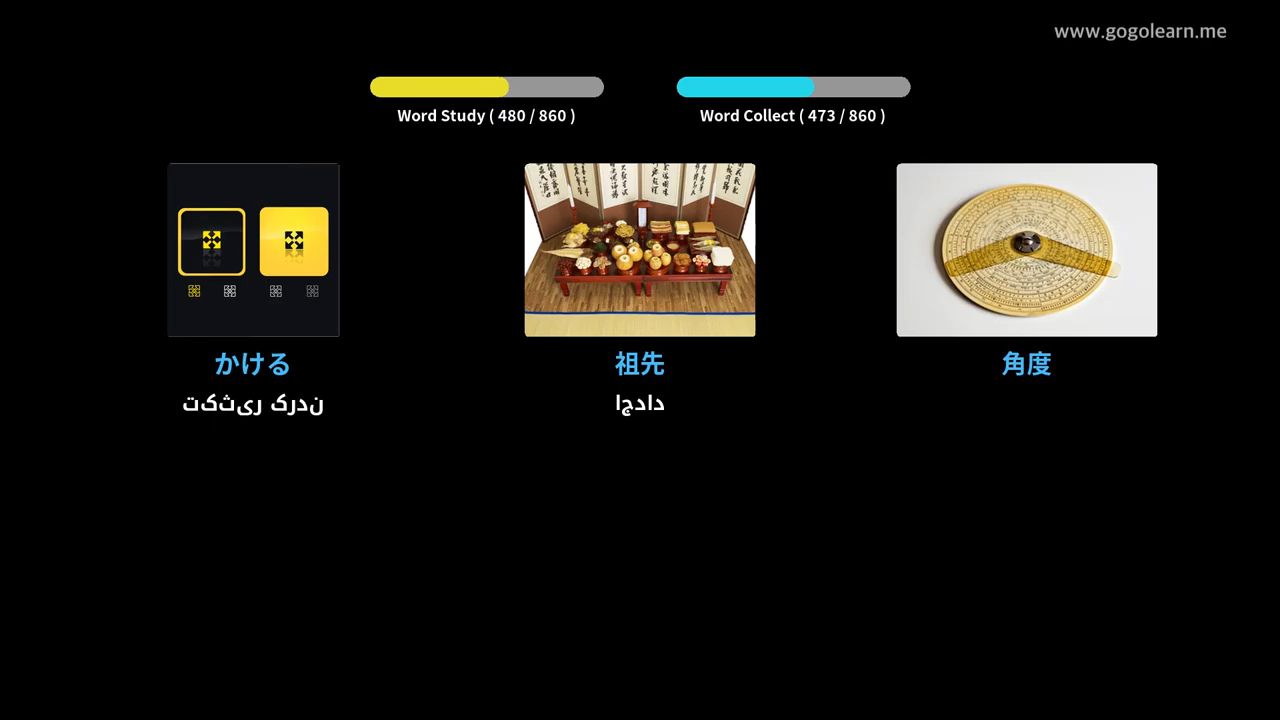 www.gogolearn.me
Word Study ( 480 / 860 )
Word Collect ( 473 / 860 )
かける
祖先
角度
تکثیر کردن
اجداد